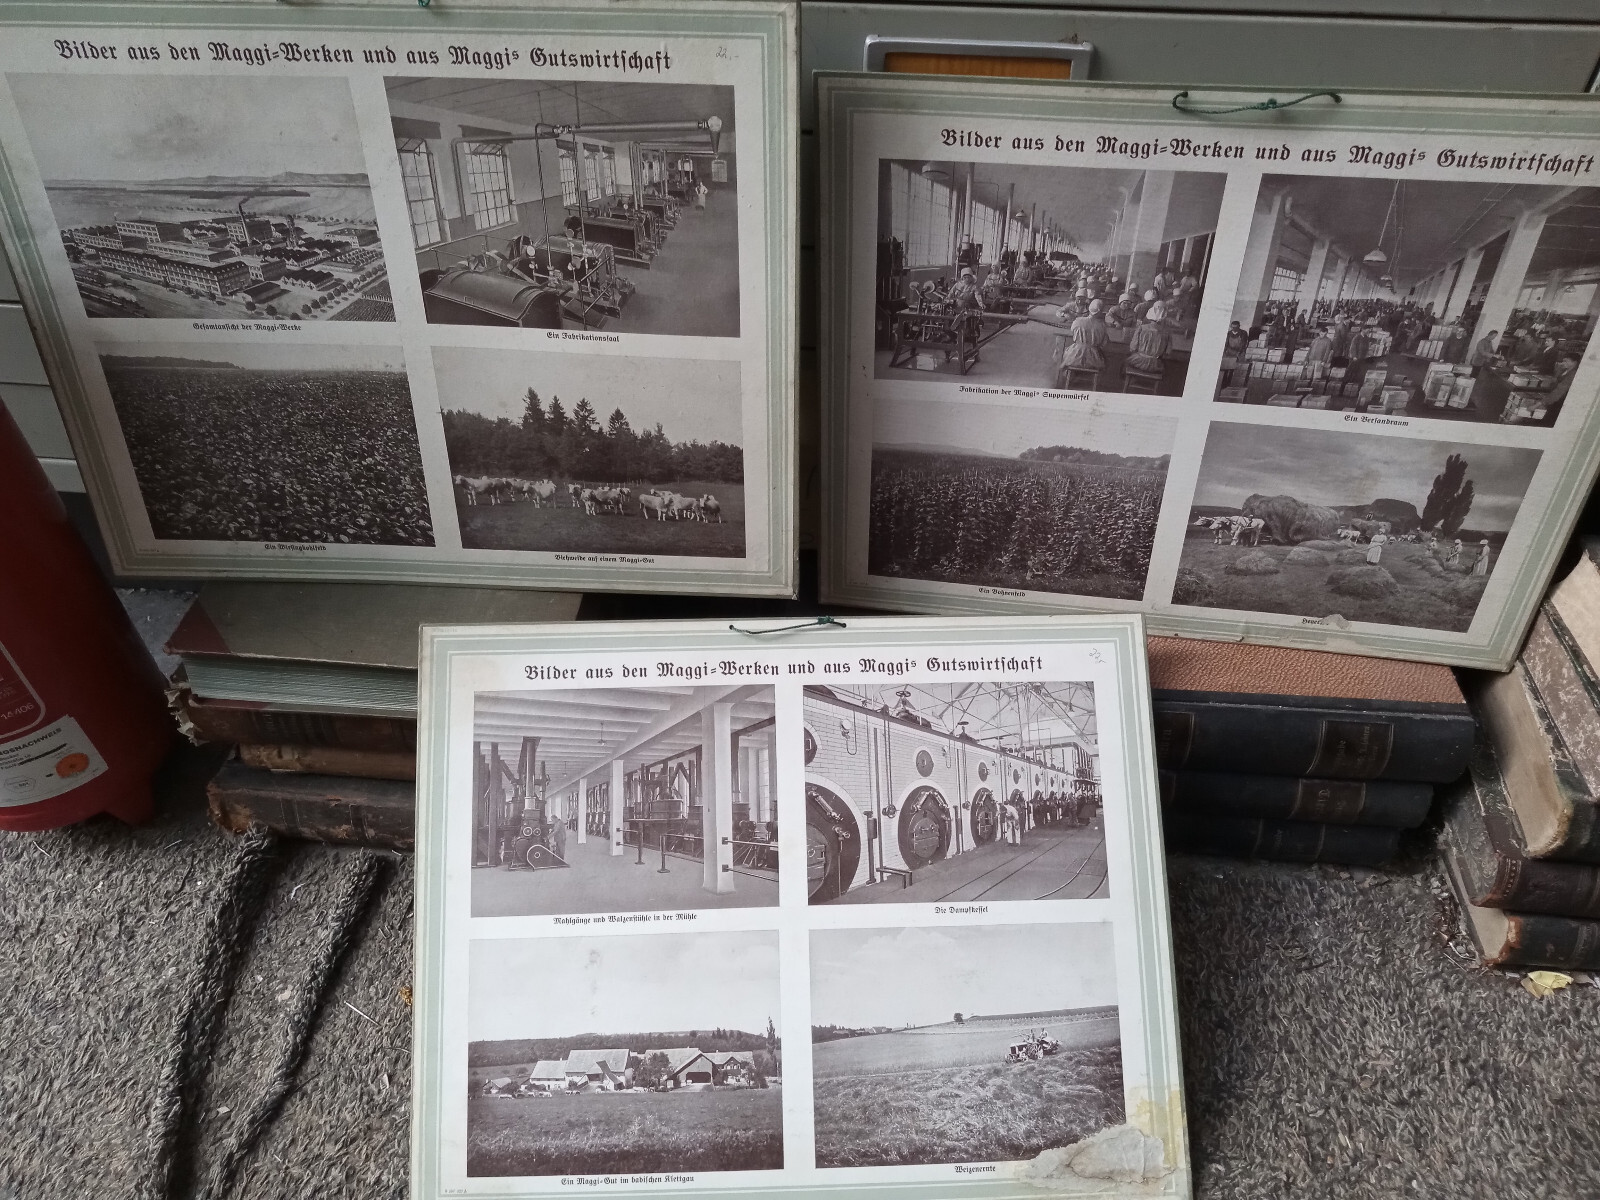 Bilder aus den Maggi=Werken und aus Maggis Gutswirtschaft
22.-
Gesamtansicht der Maggi=Werke
Ein Fabrikationssaal
Ein Wirsingkohlfeld
Viehweide auf einem Maggi=Gut
Bilder aus den Maggi=Werken und aus Maggis Gutswirtschaft
Fabrikation der Maggis Suppenwürfel
Ein Versandraum
Ein Bohnenfeld
Bilder aus den Maggi=Werken und aus Maggis Gutswirtschaft
Mahlgänge und Walzenstühle in der Mühle
Die Dampfkessel
Ein Maggi=Gut im badischen Klettgau
Weizenernte